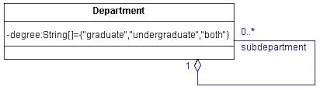 Department
-degree:String[]={"graduate","undergraduate","both"}
0..*
subdepartment
1